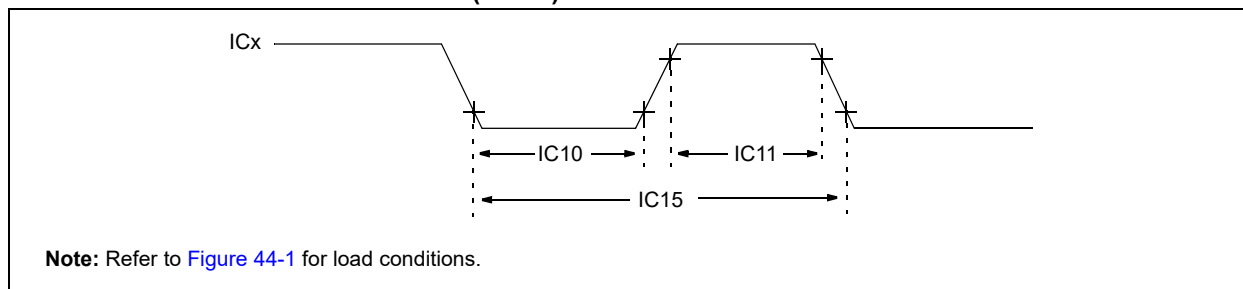 ICx
IC10
IC11
IC15
Note: Refer to Figure 44-1 for load conditions.